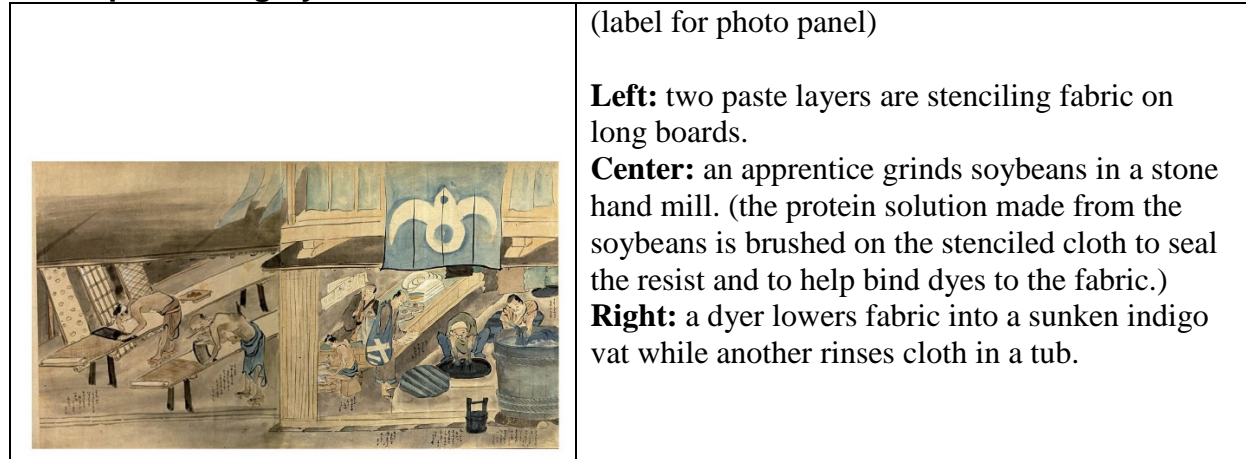 (label for photo panel)
Left: two paste layers are stenciling fabric on
long boards.
Center: an apprentice grinds soybeans in a stone
hand mill. (the protein solution made from the
soybeans is brushed on the stenciled cloth to seal
the resist and to help bind dyes to the fabric.)
Right: a dyer lowers fabric into a sunken indigo
vat while another rinses cloth in a tub.